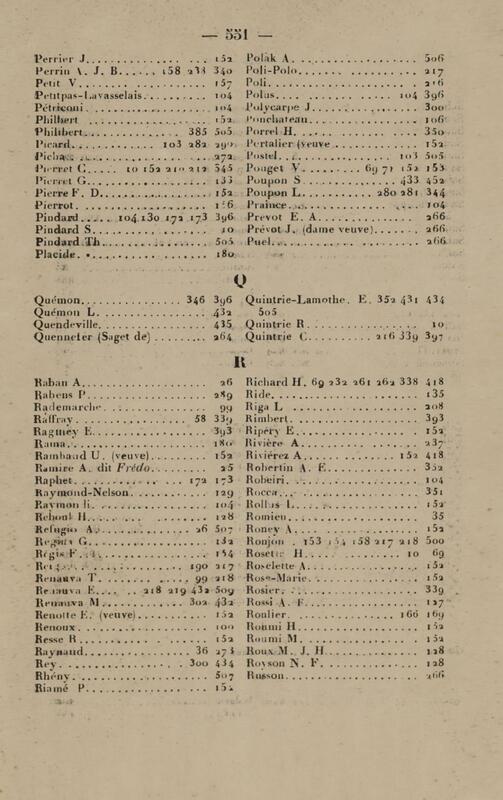 — 551 —
Perrier J. 152
Perrin A. J. B. 158 238 340
Petit V. 157
Petitpas-Lavasselais. 104
Pétriconi. 104
Philbert 152
Philibert. 385 505
Picard. 103 282 290
Pichau. 272
Pierret C. 10 152 210 212 345
Pierret G. 133
Pierre F. D. 152
Pierrot. 156
Pindard. 104 130 172 173 396
Pindard S. 10
Pindard Th. 505
Placide. 180
Polak A. 506
Poli-Polo. 217
Poli. 216
Polus. 104 396
Polycarpe J. 300
Ponchateau. 106
Porrel H. 350
Portalier (veuve 152
Postel. 103 505
Pouget V. 69 71 152 153
Poupon S. 433 452
Poupon L. 280 281 344
Praince. 104
Prévot E. A. 266
Prévot J. (dame veuve). 266
Puel. 266
Q
Quémon. 346 396
Quémon L. 432
Quendeville. 435
Quenneter (Saget de) 264
Quintrie-Lamothe. E. 352 431 434
505
Quintrie R. 10
Quintrie C. 216 339 397
R
Raban A. 26
Rabens P. 289
Rademarche. 99
Raffray. 58 339
Raguney E. 393
Rama. 180
Rambaud U. (veuve) 152
Ramire A. dit Frédo. 25
Raphet. 172 173
Raymond-Nelson. 129
Raymon li. 104
Reboul H. 128
Refugio A. 26 507
Regnis G. 152
Régis F. 154
190 217
Renauva T. 99 218
Renauva E. 218 219 432 509
Renauva M. 302 432
Renotte E. (veuve) 152
Renoux. 100
Resse R. 152
Raynaud. 36 273
Rey. 300 434
Rhény. 507
Riamé P. 152
Richard H. 69 232 261 262 338 418
Ride. 135
Riga L 208
Rimbert. 393
Ripéry E. 152
Rivière A. 237
Riviérez A. 152 418
Robertin A. E. 352
Robeiri. 104
Rocca. 351
Rollus L. 152
Romieu. 35
Roney A. 152
Ronjon. 153 154 158 217 218 500
Rosette H. 10 69
Roselette A. 152
Rose-Marie. 152
Rosier. 339
Rossi A. F. 127
Roulier. 166 169
Roumi H. 152
Roumi M. 152
Roux M. J. H. 128
Royson N. F. 128
Russon. 266